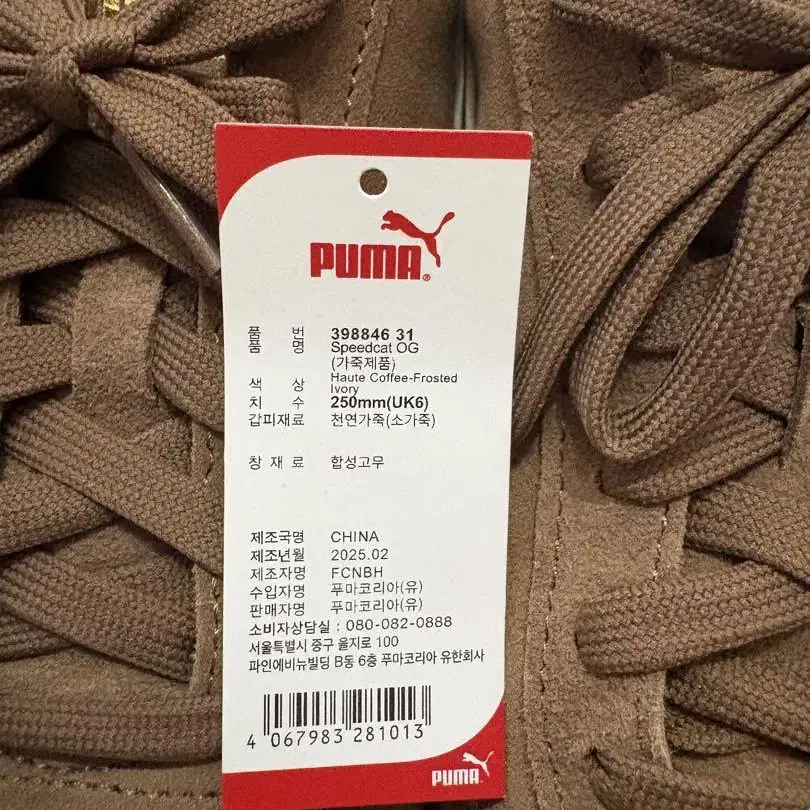 PUMA®
품 번 398846 31
품 명 Speedcat OG
(가죽제품)
색 상 Haute Coffee-Frosted
Ivory
치 수 250mm(UK6)
갑피재료 천연가죽(소가죽)
창 재 료 합성고무
제조국명 CHINA
제조년월 2025.02
제조자명 FCNBH
수입자명 푸마코리아(유)
판매자명 푸마코리아(유)
소비자상담실 : 080-082-0888
서울특별시 중구 을지로 100
파인에비뉴빌딩 B동 6층 푸마코리아 유한회사
4 067983 281013
PUMA